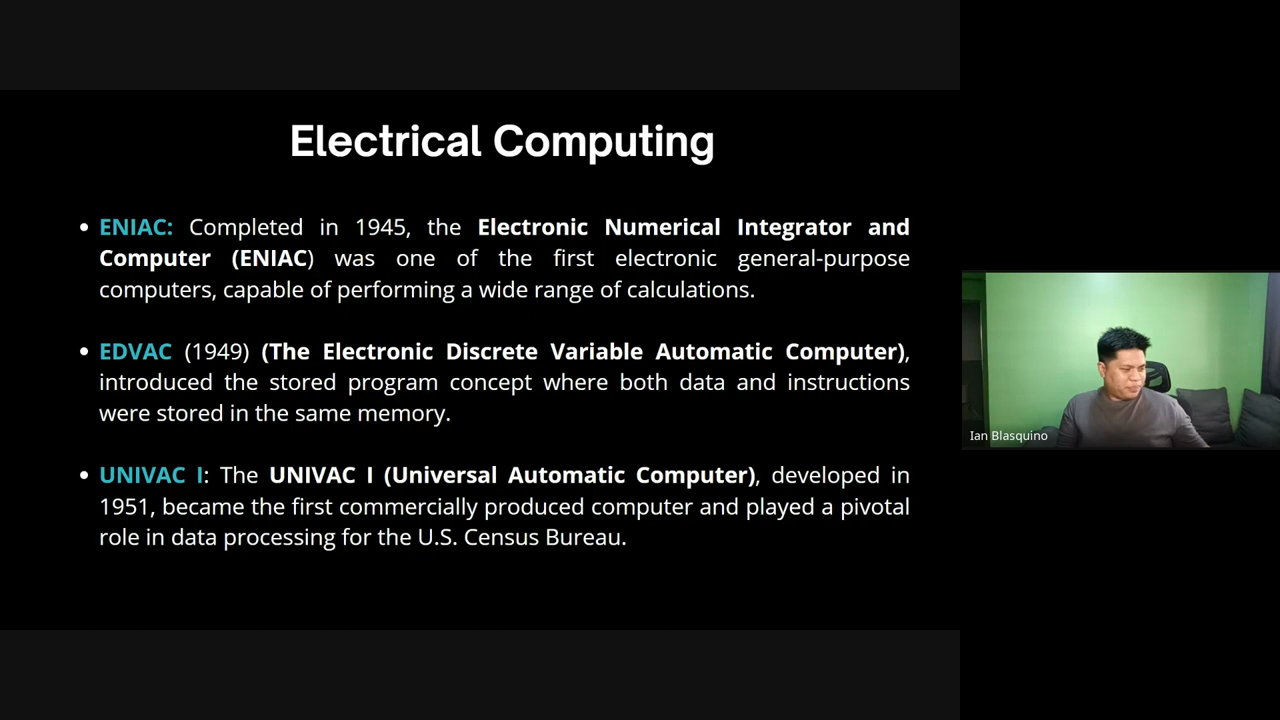 Electrical Computing
• ENIAC: Completed in 1945, the Electronic Numerical Integrator and
Computer (ENIAC) was one of the first electronic general-purpose
computers, capable of performing a wide range of calculations.
• EDVAC (1949) (The Electronic Discrete Variable Automatic Computer),
introduced the stored program concept where both data and instructions
were stored in the same memory.
• UNIVAC I: The UNIVAC I (Universal Automatic Computer), developed in
1951, became the first commercially produced computer and played a pivotal
role in data processing for the U.S. Census Bureau.
Ian Blasquino